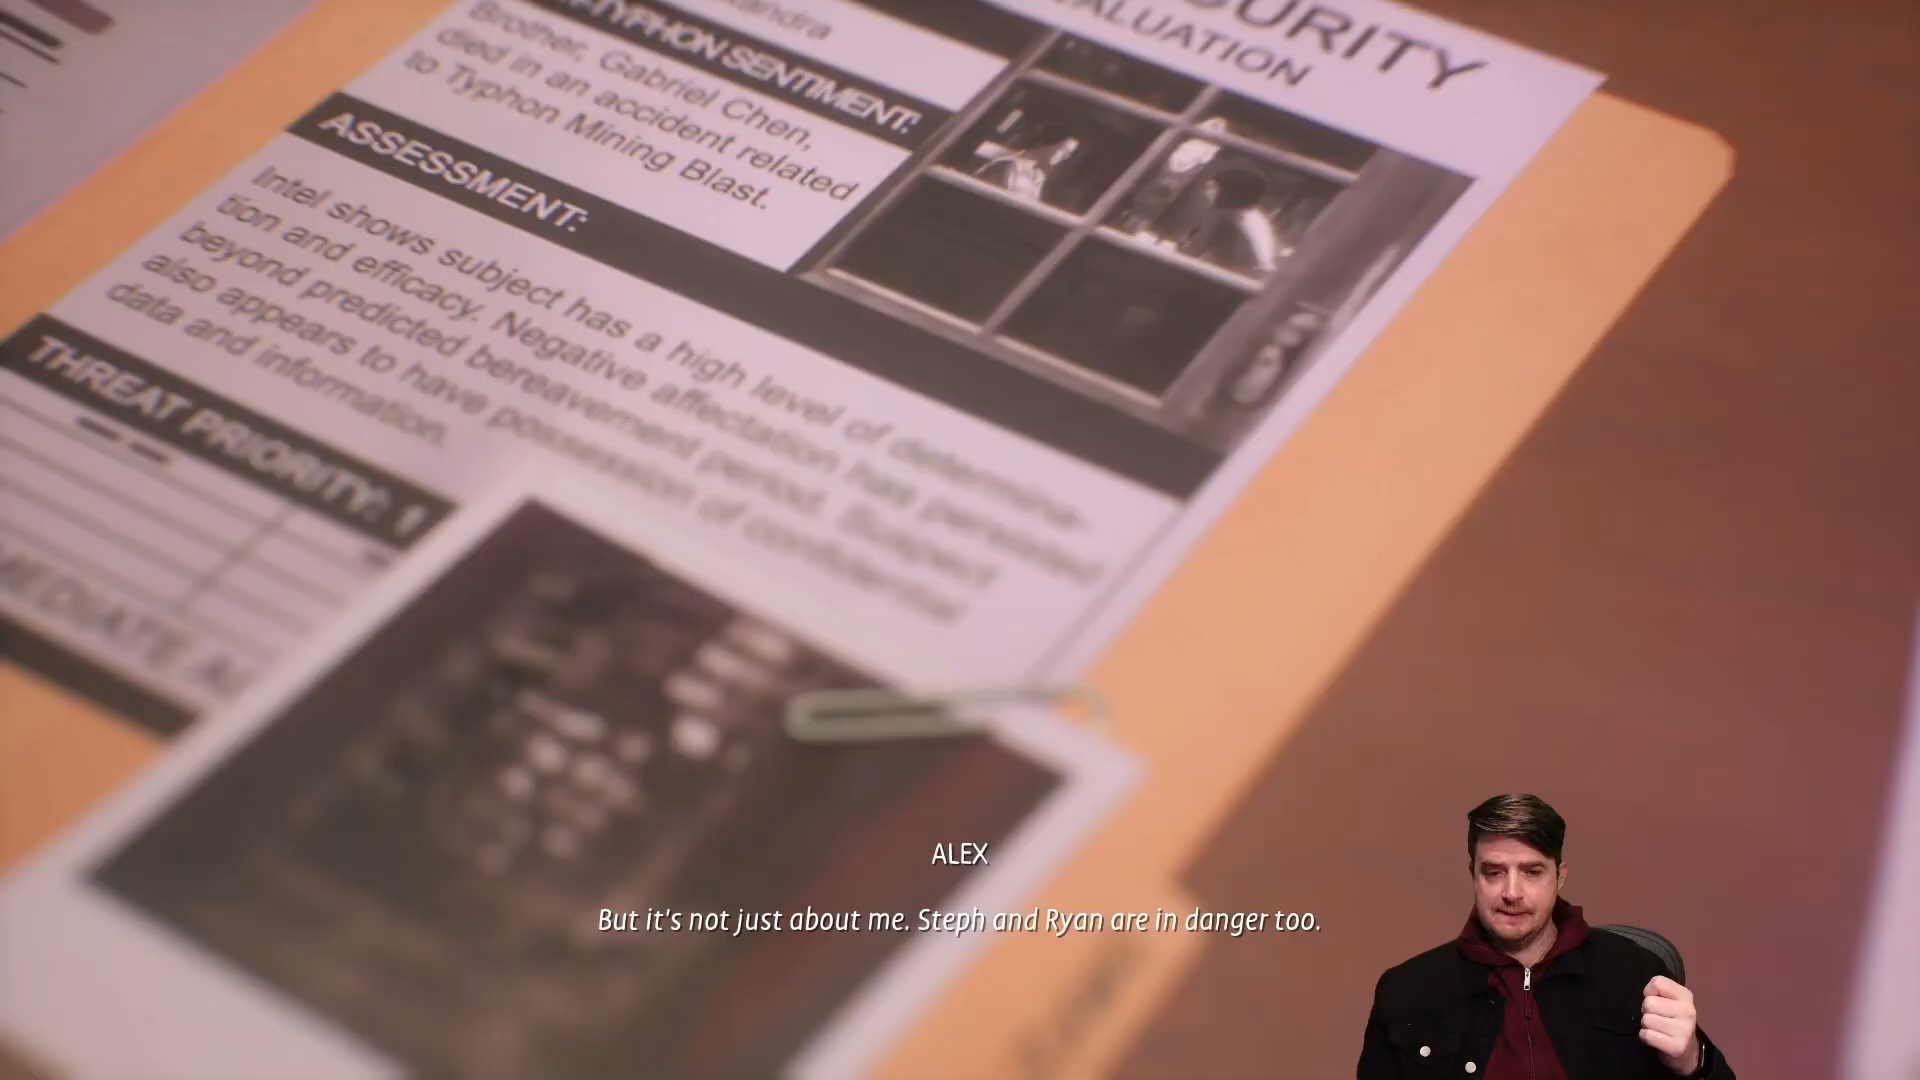 SECURITY
EVALUATION
TYPHON SENTIMENT:
Brother, Gabriel Chen,
died in an accident related
to Typhon Mining Blast.
ASSESSMENT:
Intel shows subject has a high level of determina-
tion and efficacy. Negative affectation has persisted
beyond predicted bereavement period. Suspect
also appears to have possession of confidential
data and information.
THREAT PRIORITY: 1
ALEX
But it's not just about me. Steph and Ryan are in danger too.